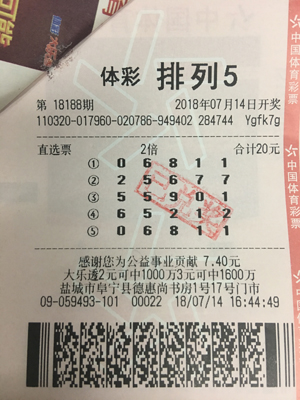 体彩 排列5
第 18188期 2018年07月14日开奖
110320-017960-020786-949402 284744 Ygfk7g
直选票 2倍 合计20元
① 0 6 8 1 1
② 2 5 6 7 7
③ 5 5 9 0 1
④ 6 5 2 1 2
⑤ 0 6 8 1 1
感谢您为公益事业贡献 7.40元
大乐透2元可中1000万3元可中1600万
盐城市阜宁县德惠尚书房1号17号门市
09-059493-101 00022 18/07/14 16:44:49
中国体育彩票
中国体育彩票